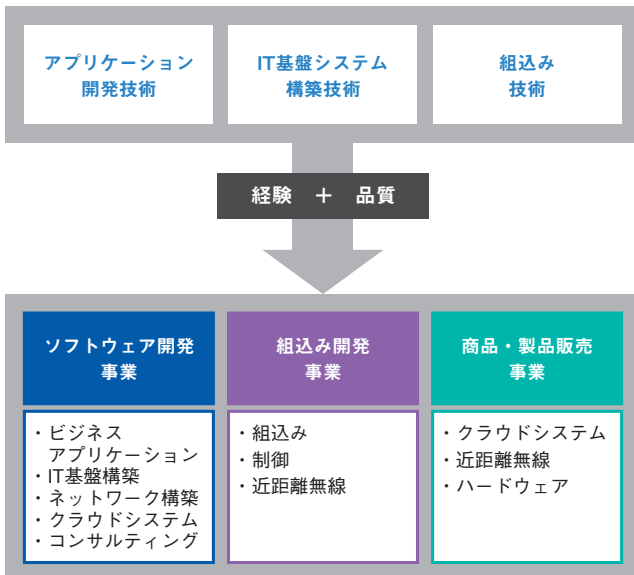 アプリケーション
開発技術
IT基盤システム
構築技術
組込み
技術
経験 ＋ 品質
ソフトウェア開発
事業
組込み開発
事業
商品・製品販売
事業
・ビジネス
アプリケーション
・IT基盤構築
・ネットワーク構築
・クラウドシステム
・コンサルティング
・組込み
・制御
・近距離無線
・クラウドシステム
・近距離無線
・ハードウェア